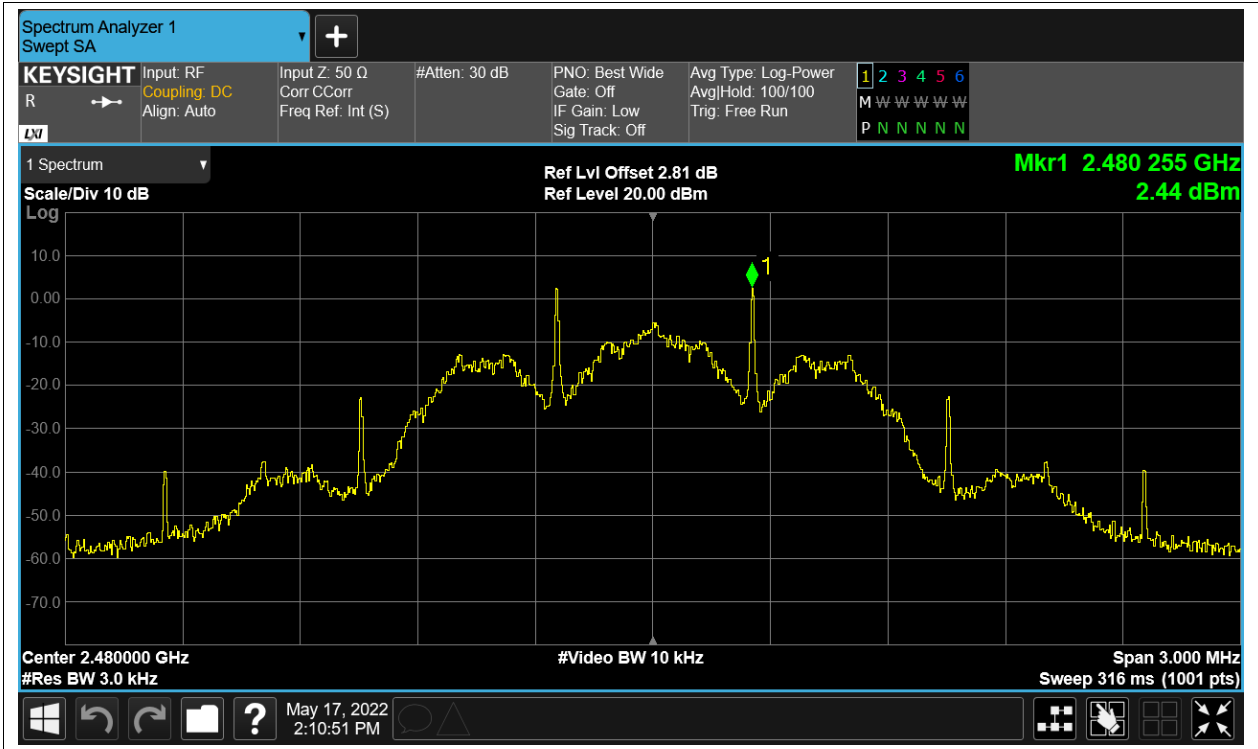 Spectrum Analyzer 1
Swept SA
+
KEYSIGHT Input: RF Input Z: 50 Ω #Atten: 30 dB PNO: Best Wide Avg Type: Log-Power 1 2 3 4 5 6
R Coupling: DC Corr CCorr Gate: Off Avg|Hold: 100/100 M W W W W W W
Align: Auto Freq Ref: Int (S) IF Gain: Low Trig: Free Run
LXI Sig Track: Off P N N N N N N
1 Spectrum
Scale/Div 10 dB
Ref Lvl Offset 2.81 dB
Ref Level 20.00 dBm
Mkr1 2.480 255 GHz
2.44 dBm
Log
1
10.0
0.00
-10.0
-20.0
-30.0
-40.0
-50.0
-60.0
-70.0
Center 2.480000 GHz #Video BW 10 kHz Span 3.000 MHz
#Res BW 3.0 kHz Sweep 316 ms (1001 pts)
?
May 17, 2022
2:10:51 PM